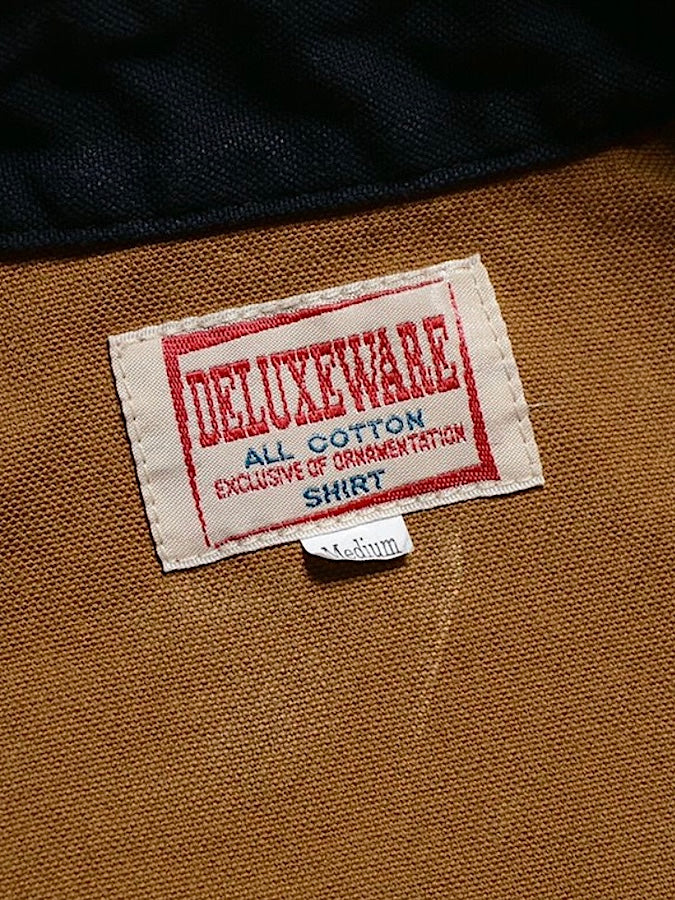 DELUXEWARE
ALL COTTON
EXCLUSIVE OF ORNAMENTATION
SHIRT
Medium